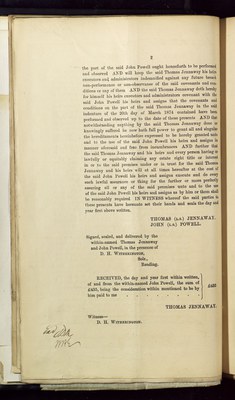 2
the part of the said John Powell ought henceforth to be performed
and observed AND will keep the said Thomas Jennaway his heirs
executors and administrators indemnified against any future breach
non-performance or non-observance of the said covenants and con-
ditions or any of them AND the said Thomas Jennaway doth hereby
for himself his heirs executors and administrators covenant with the
said John Powell his heirs and assigns that the covenants and
conditions on the part of the said Thomas Jennaway in the said
indenture of the 20th day of March 1874 contained have been
performed and observed up to the date of these presents AND that
notwithstanding anything by the said Thomas Jennaway done or
knowingly suffered he now hath full power to grant all and singular
the hereditaments hereinbefore expressed to be hereby granted unto
and to the use of the said John Powell his heirs and assigns in
manner aforesaid and free from incumbrances AND further that
the said Thomas Jennaway and his heirs and every person having or
lawfully or equitably claiming any estate right title or interest
in or to the said premises under or in trust for the said Thomas
Jennaway and his heirs will at all times hereafter at the cost of
the said John Powell his heirs and assigns execute and do every
such lawful assurance or thing for the further or more perfectly
assuring all or any of the said premises unto and to the use
of the said John Powell his heirs and assigns as by him or them shall
be reasonably required IN WITNESS whereof the said parties to
these presents have hereunto set their hands and seals the day and
year first above written.
THOMAS (L.S.) JENNAWAY.
JOHN (L.S.) POWELL.
Signed, sealed, and delivered by the
within-named Thomas Jennaway
and John Powell, in the presence of
D. H. WITHERINGTON,
Solr.,
Reading.
RECEIVED, the day and year first within written,
of and from the within-named John Powell, the sum of
£487, being the consideration within mentioned to be by
him paid to me
THOMAS JENNAWAY.
Witness—
D. H. WITHERINGTON.